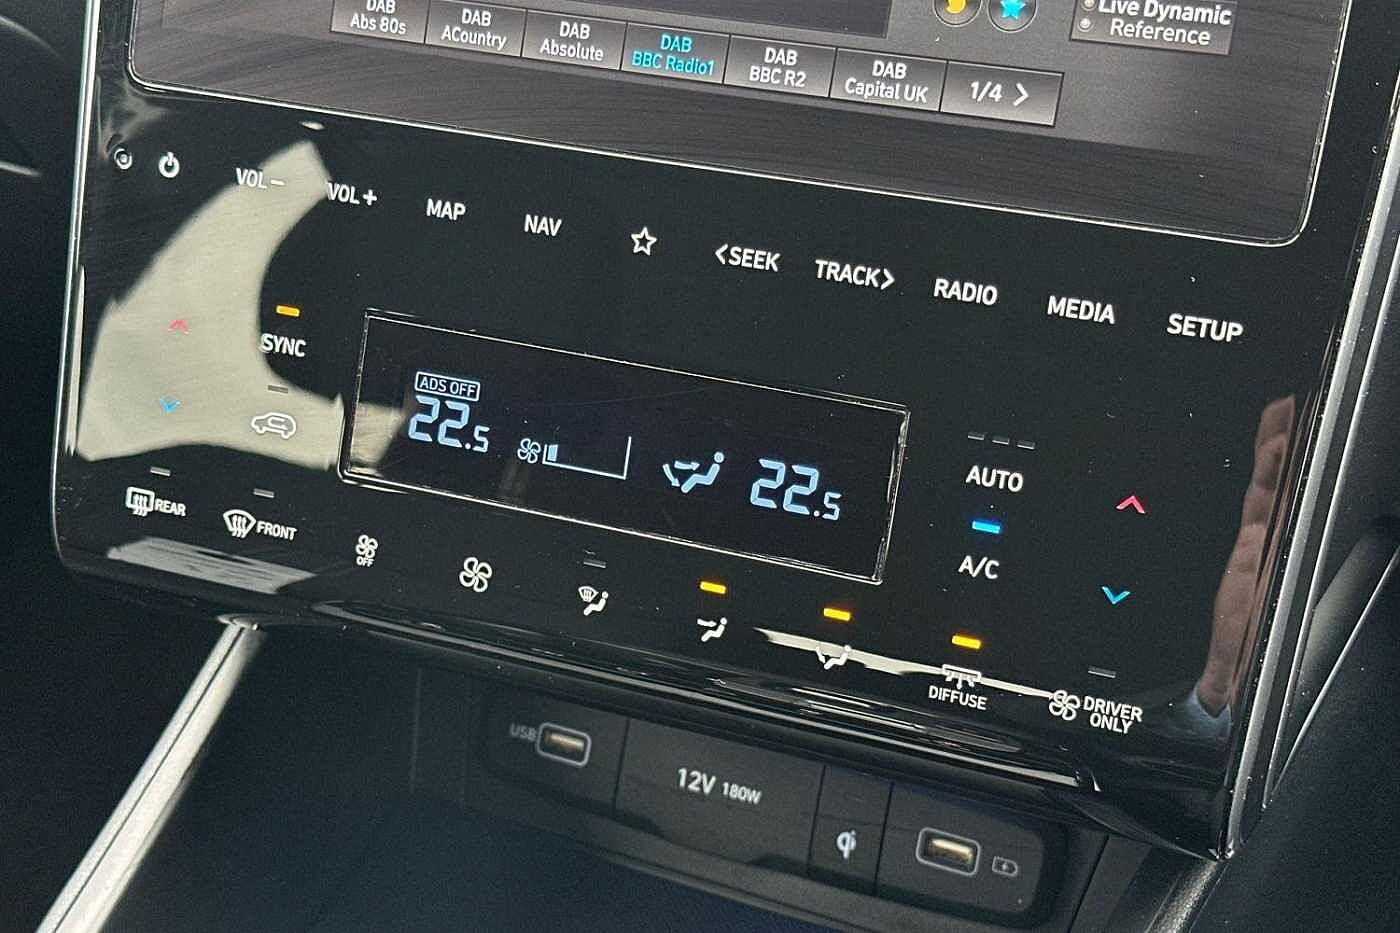 DAB
Abs 80s
DAB
ACountry
DAB
Absolute
DAB
BBC Radio1
DAB
BBC R2
DAB
Capital UK
1/4 >
Live Dynamic
Reference
VOL−
VOL+
MAP
NAV
<SEEK
TRACK>
RADIO
MEDIA
SETUP
SYNC
ADS OFF
22.5
22.5
AUTO
A/C
REAR
FRONT
OFF
DIFFUSE
DRIVER
ONLY
USB
12V 180W